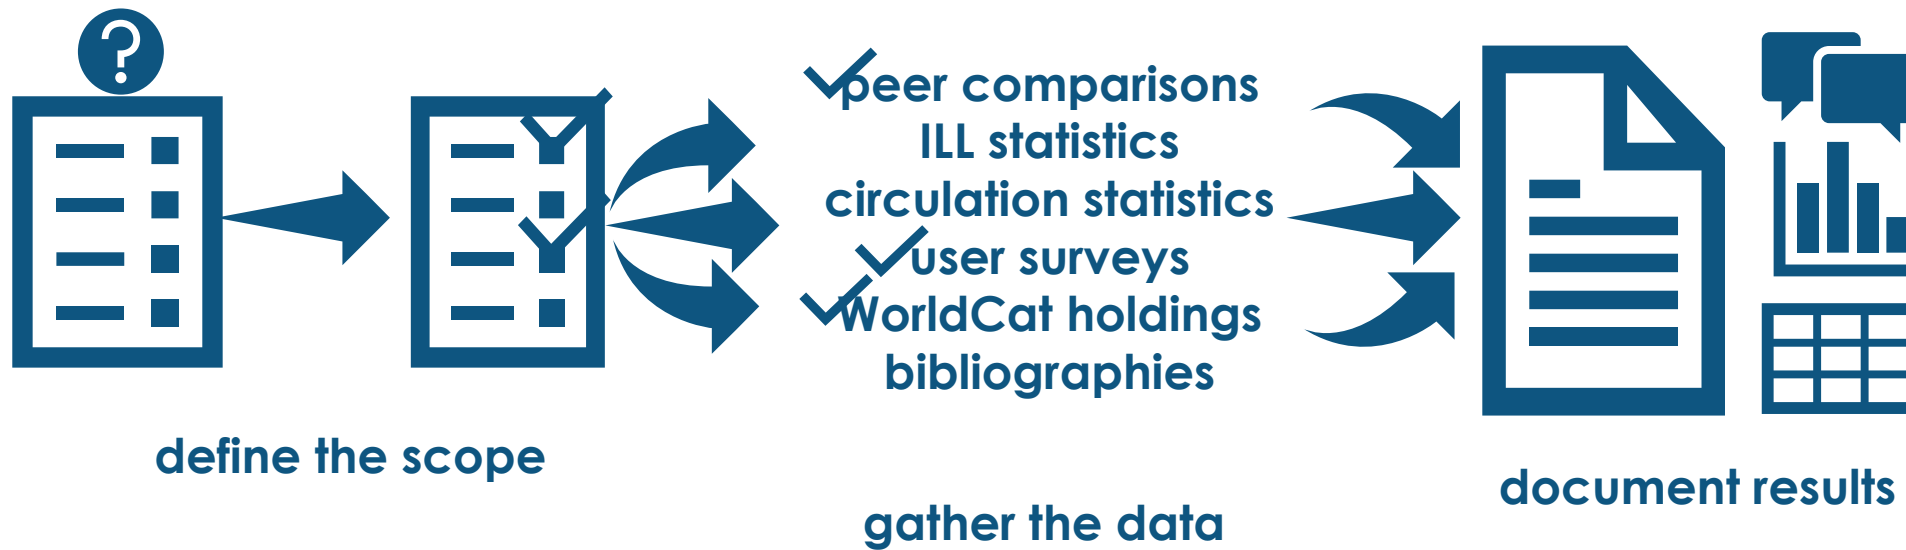 ?
peer comparisons
ILL statistics
circulation statistics
user surveys
WorldCat holdings
bibliographies
define the scope
gather the data
document results